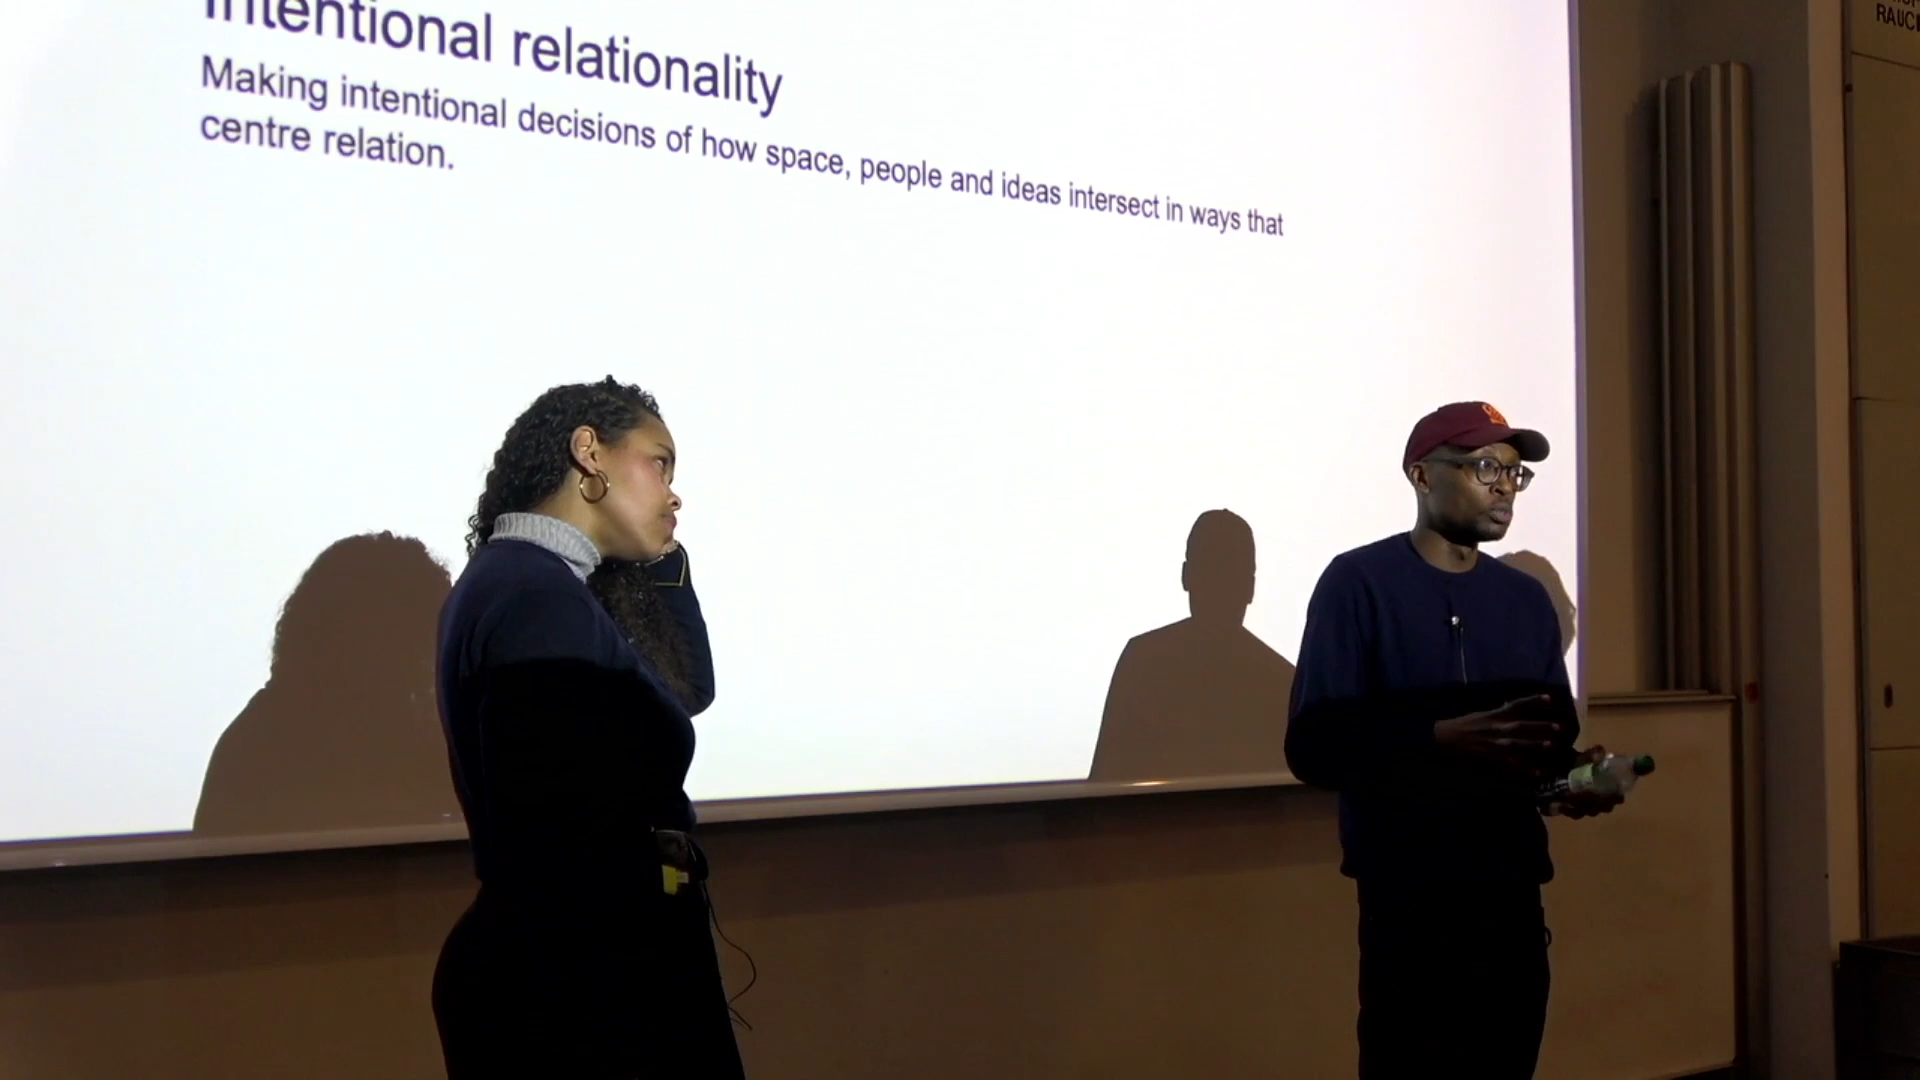 Intentional relationality
Making intentional decisions of how space, people and ideas intersect in ways that
centre relation.